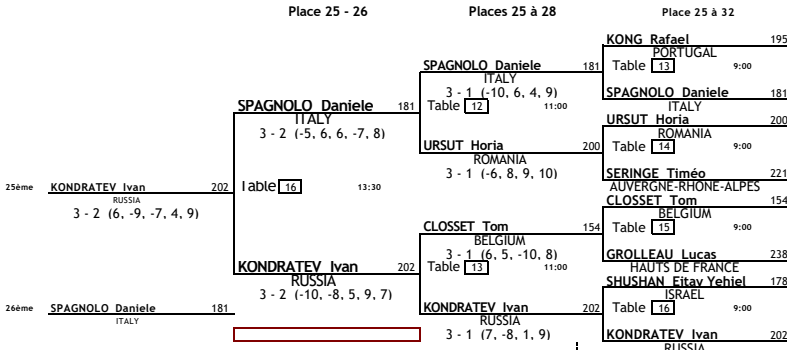 Place 25 - 26
Places 25 à 28
Place 25 à 32
KONG Rafael 195
PORTUGAL
Table 13 9:00
SPAGNOLO Daniele 181
ITALY
URSUT Horia 200
ROMANIA
Table 14 9:00
SERINGE Timéo 221
AUVERGNE-RHONE-ALPES
CLOSSET Tom 154
BELGIUM
Table 15 9:00
GROLLEAU Lucas 238
HAUTS DE FRANCE
SHUSHAN Eitay Yehiel 178
ISRAEL
Table 16 9:00
KONDRATEV Ivan 202
RUSSIA
SPAGNOLO Daniele 181
ITALY
3 - 1 (-10, 6, 4, 9)
Table 12 11:00
URSUT Horia 200
ROMANIA
3 - 1 (-6, 8, 9, 10)
CLOSSET Tom 154
BELGIUM
3 - 1 (6, 5, -10, 8)
Table 13 11:00
KONDRATEV Ivan 202
RUSSIA
3 - 1 (7, -8, 1, 9)
SPAGNOLO Daniele 181
ITALY
3 - 2 (-5, 6, 6, -7, 8)
Table 16 13:30
KONDRATEV Ivan 202
RUSSIA
3 - 2 (-10, -8, 5, 9, 7)
25ème KONDRATEV Ivan 202
RUSSIA
3 - 2 (6, -9, -7, 4, 9)
26ème SPAGNOLO Daniele 181
ITALY